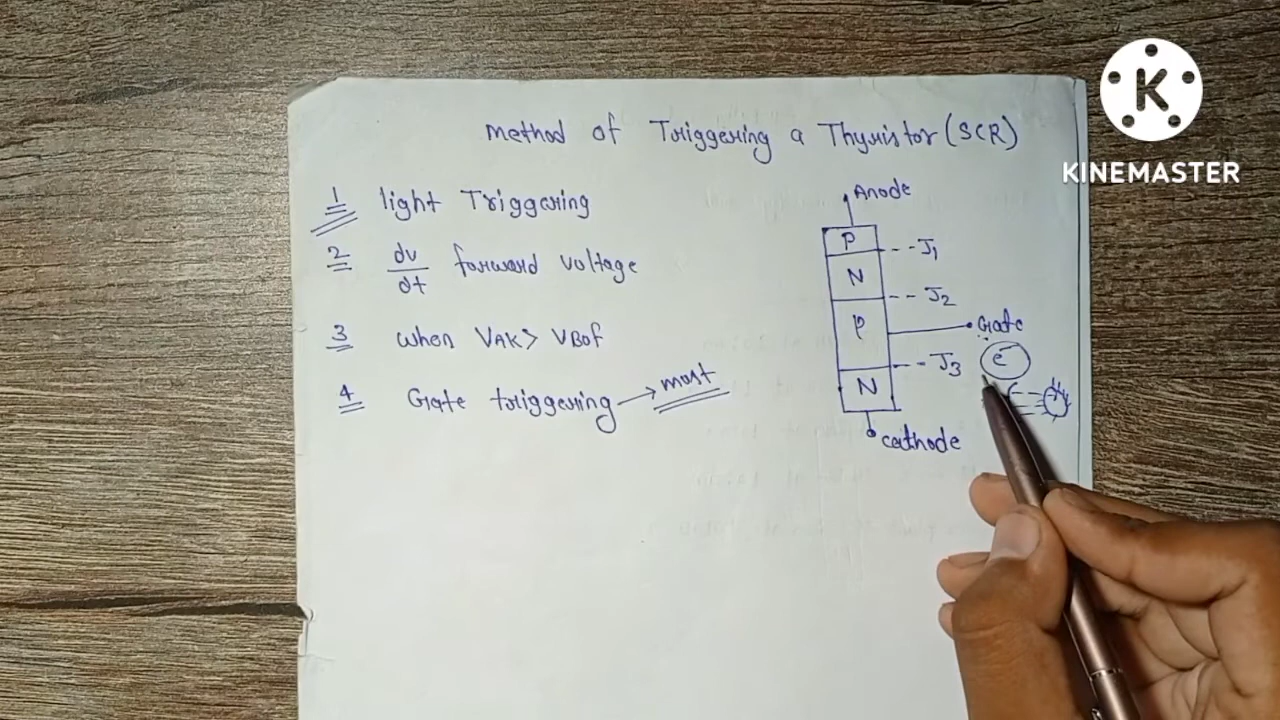 Method of Triggering a Thyristor (SCR)
1 light Triggering
2 dv/dt forward voltage
3 when VAK > VBOF
4 Gate triggering → most
Anode
P
J1
N
J2
P
Gate
J3
e-
N
cathode
K
KINEMASTER